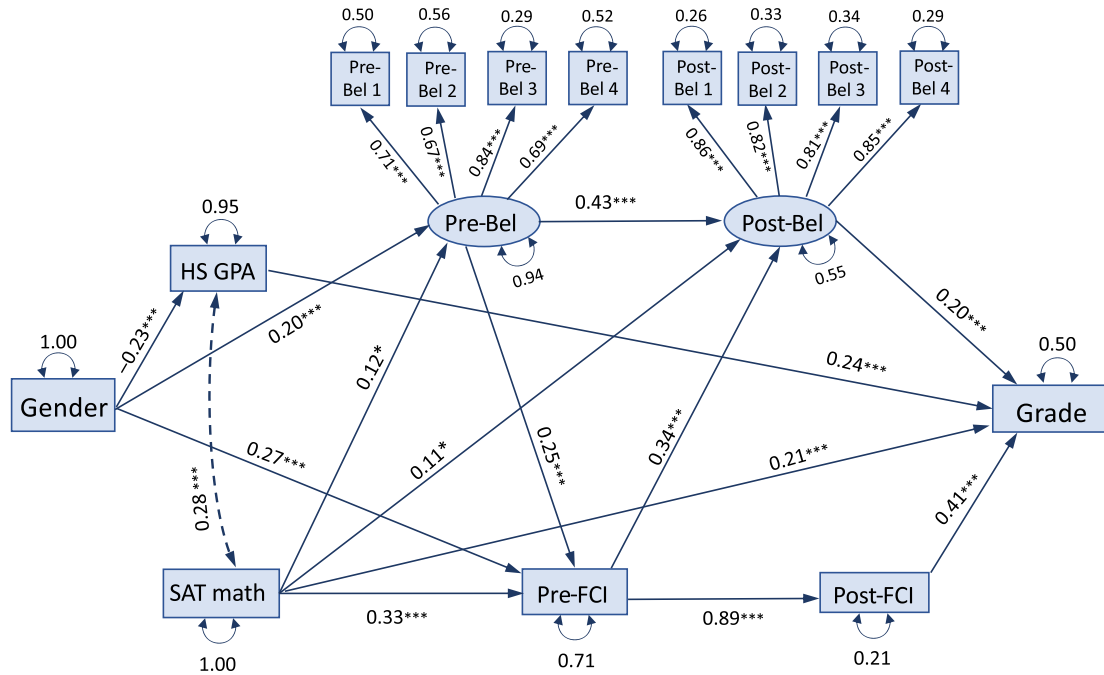 0.50
0.56
0.29
0.52
0.26
0.33
0.34
0.29
Pre-
Bel 1
Pre-
Bel 2
Pre-
Bel 3
Pre-
Bel 4
Post-
Bel 1
Post-
Bel 2
Post-
Bel 3
Post-
Bel 4
0.71***
0.67***
0.84***
0.69***
0.86***
0.82***
0.81***
0.85***
0.95
HS GPA
Pre-Bel
0.43***
Post-Bel
0.94
0.55
−0.23***
0.20***
0.20***
1.00
Gender
0.12*
0.24***
0.50
Grade
0.27***
0.28***
0.11*
0.25***
0.34***
0.21***
0.41***
SAT math
0.33***
Pre-FCI
0.89***
Post-FCI
1.00
0.71
0.21